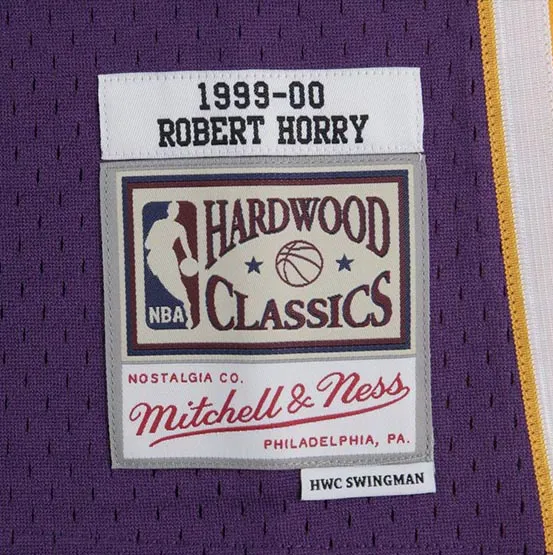 1999-00
ROBERT HORRY
HARDWOOD
NBA
CLASSICS
NOSTALGIA CO.
Mitchell & Ness
PHILADELPHIA, PA.
HWC SWINGMAN